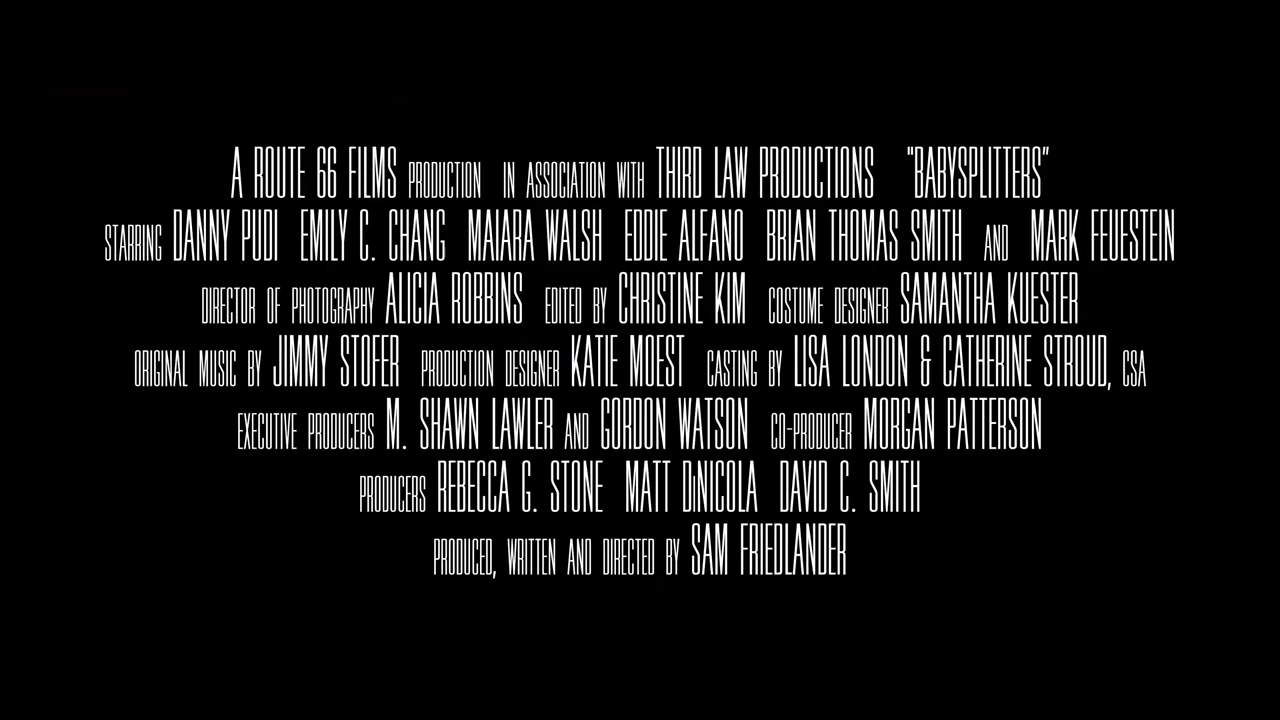 A ROUTE 66 FILMS PRODUCTION IN ASSOCIATION WITH THIRD LAW PRODUCTIONS "BABYSPLITTERS"
STARRING DANNY PUDI EMILY C. CHANG MAIARA WALSH EDDIE ALFANO BRIAN THOMAS SMITH AND MARK FEUESTEIN
DIRECTOR OF PHOTOGRAPHY ALICIA ROBBINS EDITED BY CHRISTINE KIM COSTUME DESIGNER SAMANTHA KUESTER
ORIGINAL MUSIC BY JIMMY STOFER PRODUCTION DESIGNER KATIE MOEST CASTING BY LISA LONDON & CATHERINE STROUD, CSA
EXECUTIVE PRODUCERS M. SHAWN LAWLER AND GORDON WATSON CO-PRODUCER MORGAN PATTERSON
PRODUCERS REBECCA G. STONE MATT DiNICOLA DAVID C. SMITH
PRODUCED, WRITTEN AND DIRECTED BY SAM FRIEDLANDER